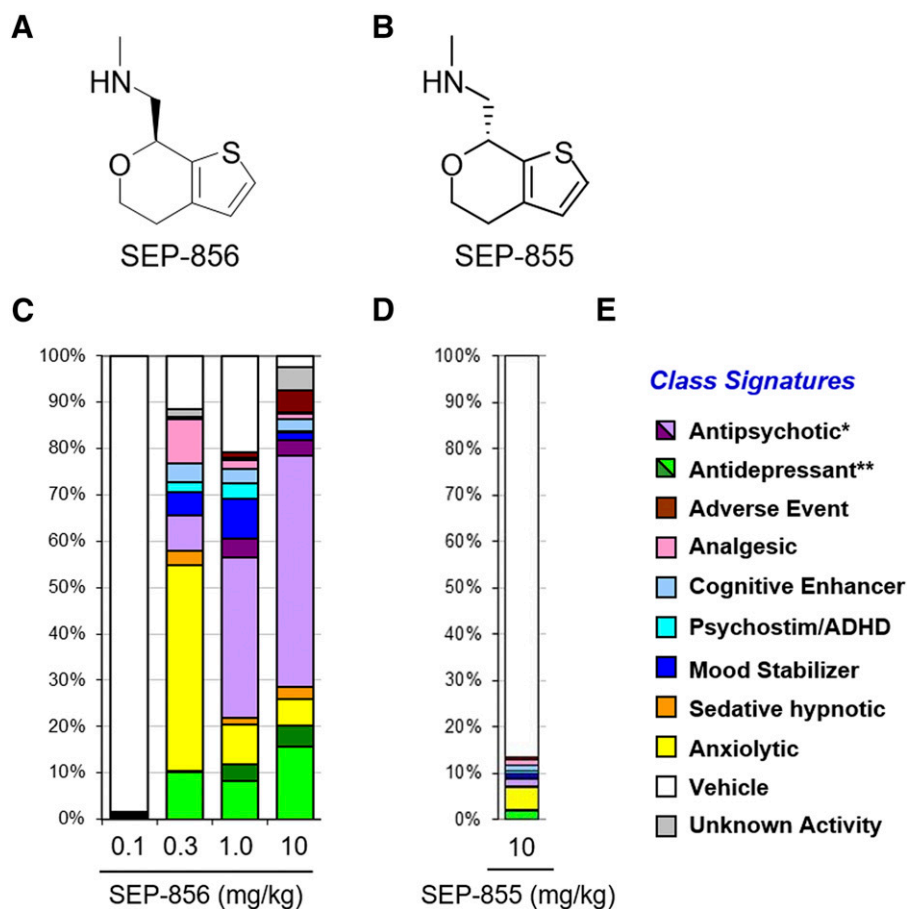 A
B
HN
O
S
SEP-856
HN
O
S
SEP-855
C
D
E
100%
90%
80%
70%
60%
50%
40%
30%
20%
10%
0%
0.1 0.3 1.0 10
SEP-856 (mg/kg)
100%
90%
80%
70%
60%
50%
40%
30%
20%
10%
0%
10
SEP-855 (mg/kg)
Class Signatures
Antipsychotic*
Antidepressant**
Adverse Event
Analgesic
Cognitive Enhancer
Psychostim/ADHD
Mood Stabilizer
Sedative hypnotic
Anxiolytic
Vehicle
Unknown Activity